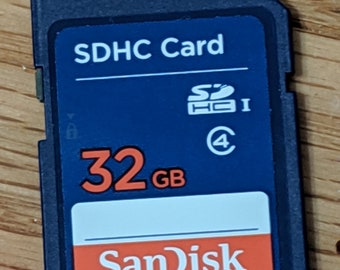 SDHC Card
SD
HC I
4
32 GB
SanDisk